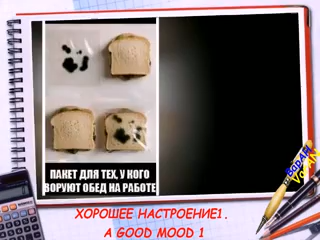 ПАКЕТ ДЛЯ ТЕХ, У КОГО
ВОРУЮТ ОБЕД НА РАБОТЕ
ХОРОШЕЕ НАСТРОЕНИЕ1.
A GOOD MOOD 1